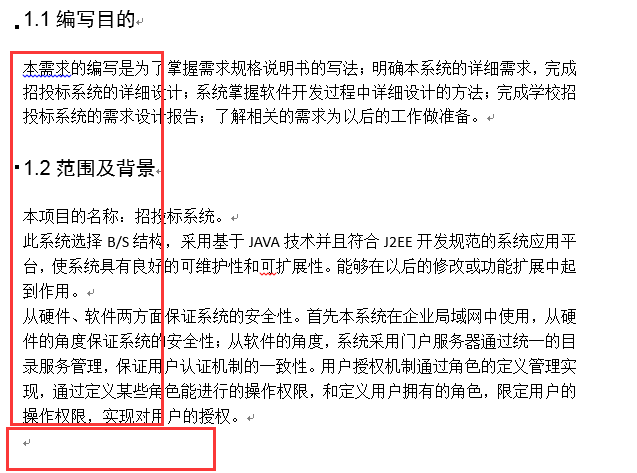 1.1 编写目的
本需求的编写是为了掌握需求规格说明书的写法；明确本系统的详细需求，完成
招投标系统的详细设计；系统掌握软件开发过程中详细设计的方法；完成学校招
投标系统的需求设计报告；了解相关的需求为以后的工作做准备。
1.2 范围及背景
本项目的名称：招投标系统。
此系统选择 B/S 结构，采用基于 JAVA 技术并且符合 J2EE 开发规范的系统应用平
台，使系统具有良好的可维护性和可扩展性。能够在以后的修改或功能扩展中起
到作用。
从硬件、软件两方面保证系统的安全性。首先本系统在企业局域网中使用，从硬
件的角度保证系统的安全性；从软件的角度，系统采用门户服务器通过统一的目
录服务管理，保证用户认证机制的一致性。用户授权机制通过角色的定义管理实
现，通过定义某些角色能进行的操作权限，和定义用户拥有的角色，限定用户的
操作权限，实现对用户的授权。